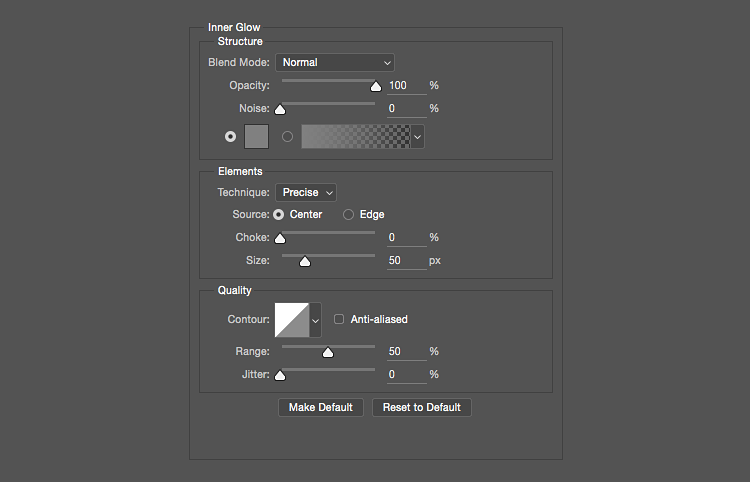 Inner Glow
Structure
Blend Mode: Normal
Opacity: 100 %
Noise: 0 %
Elements
Technique: Precise
Source: Center Edge
Choke: 0 %
Size: 50 px
Quality
Contour: Anti-aliased
Range: 50 %
Jitter: 0 %
Make Default Reset to Default